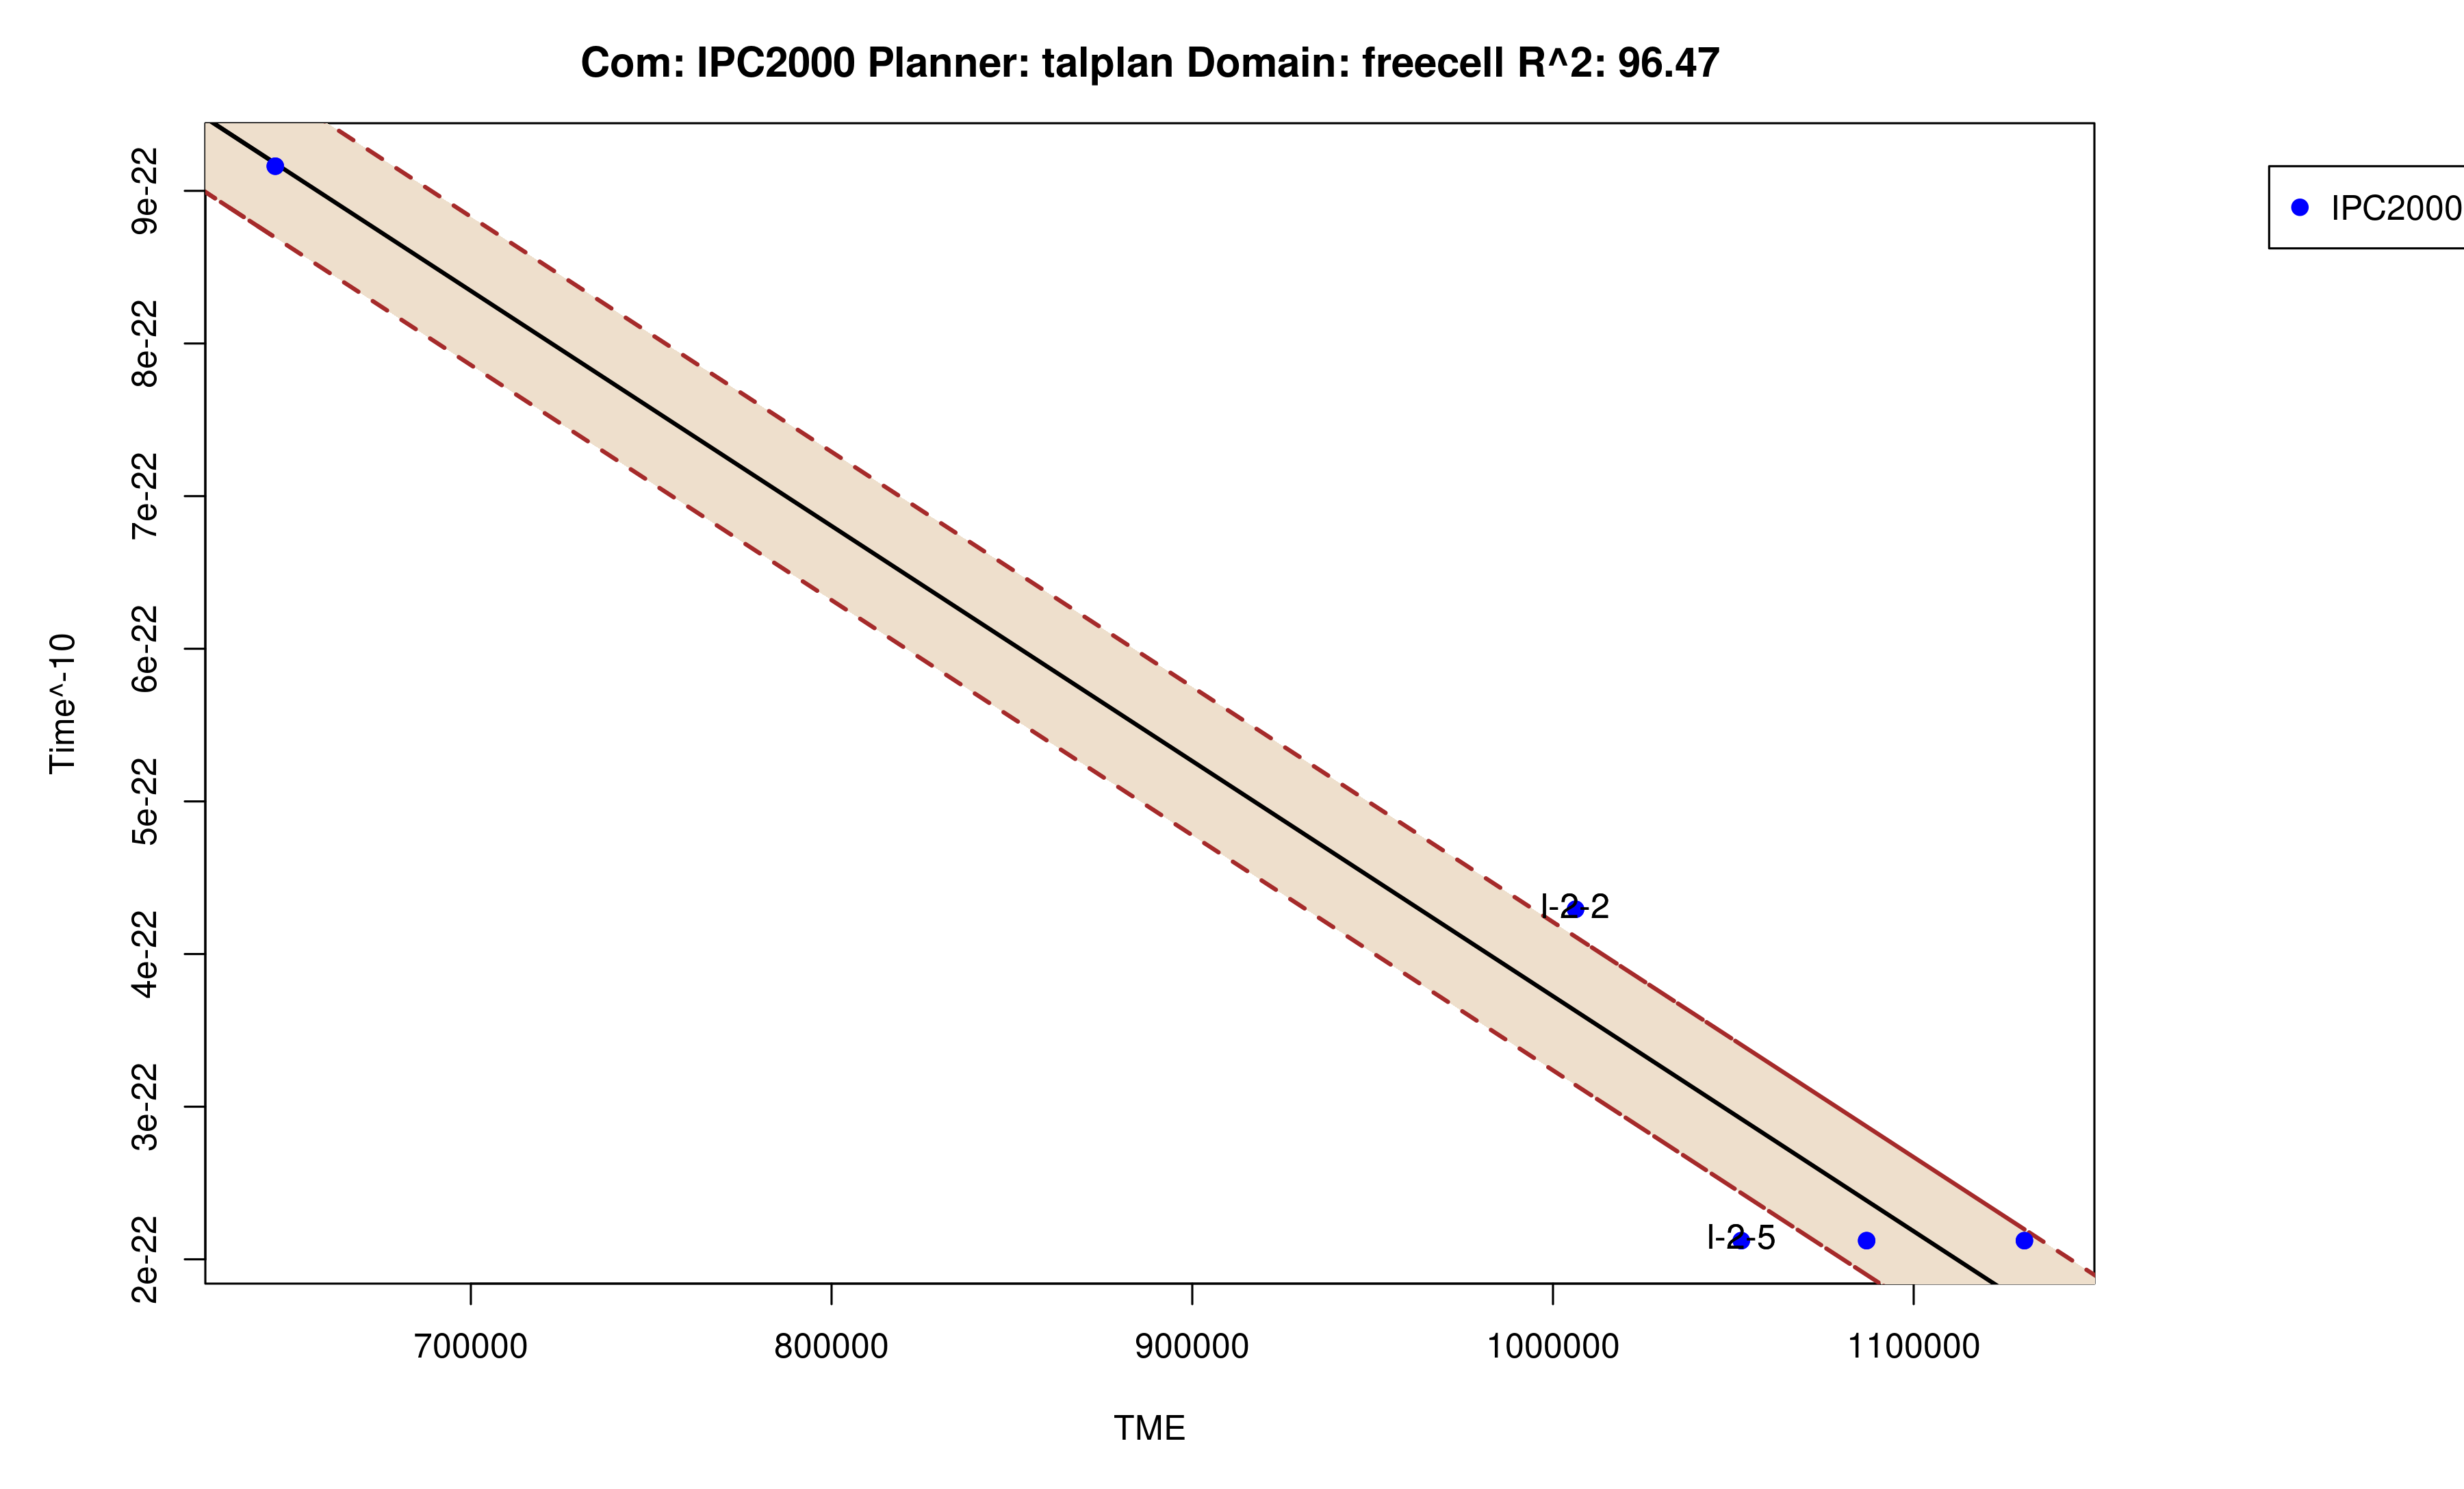 Com: IPC2000 Planner: talplan Domain: freecell R^2: 96.47
IPC2000
9e-22
8e-22
7e-22
6e-22
5e-22
4e-22
3e-22
2e-22
Time^-10
I-2-2
I-2-5
700000 800000 900000 1000000 1100000
TME